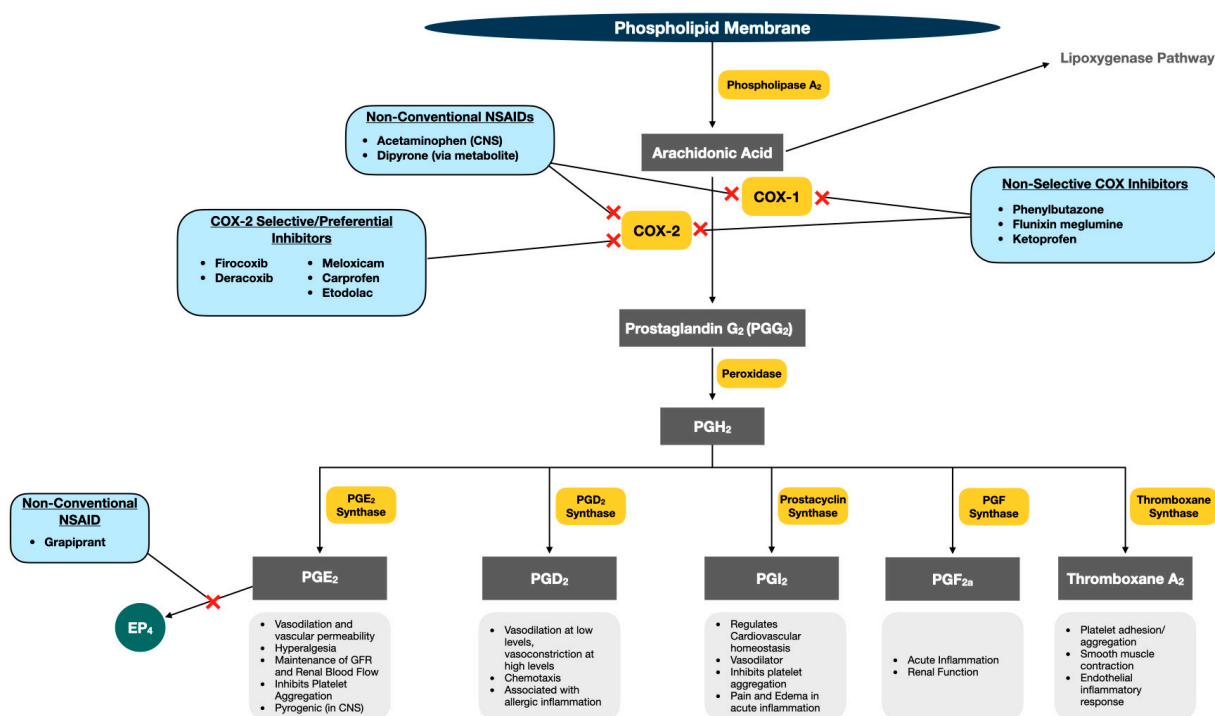 Phospholipid Membrane
Lipoxygenase Pathway
Phospholipase A₂
Non-Conventional NSAIDs
• Acetaminophen (CNS)
• Dipyrone (via metabolite)
Arachidonic Acid
COX-1
Non-Selective COX Inhibitors
• Phenylbutazone
• Flunixin meglumine
• Ketoprofen
COX-2 Selective/Preferential
Inhibitors
• Firocoxib
• Deracoxib
• Meloxicam
• Carprofen
• Etodolac
COX-2
Prostaglandin G₂ (PGG₂)
Peroxidase
PGH₂
Non-Conventional
NSAID
• Grapiprant
PGE₂
Synthase
PGD₂
Synthase
Prostacyclin
Synthase
PGF
Synthase
Thromboxane
Synthase
PGE₂
PGD₂
PGI₂
PGF₂ₐ
Thromboxane A₂
EP₄
• Vasodilation and
vascular permeability
• Hyperalgesia
• Maintenance of GFR
and Renal Blood Flow
• Inhibits Platelet
Aggregation
• Pyrogenic (in CNS)
• Vasodilation at low
levels,
vasoconstriction at
high levels
• Chemotaxis
• Associated with
allergic inflammation
• Regulates
Cardiovascular
homeostasis
• Vasodilator
• Inhibits platelet
aggregation
• Pain and Edema in
acute inflammation
• Acute Inflammation
• Renal Function
• Platelet adhesion/
aggregation
• Smooth muscle
contraction
• Endothelial
inflammatory
response